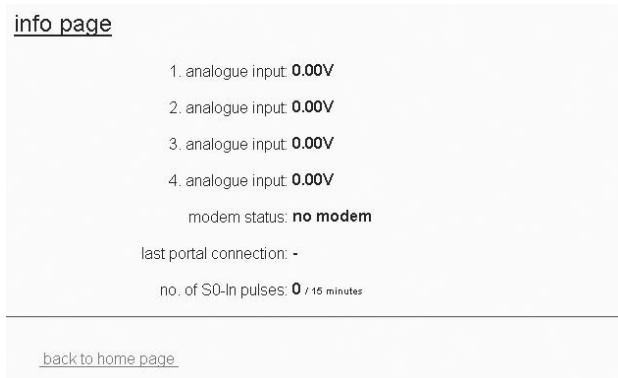 info page
1. analogue input: 0.00V
2. analogue input: 0.00V
3. analogue input: 0.00V
4. analogue input: 0.00V
modem status: no modem
last portal connection: -
no. of S0-In pulses: 0 / 15 minutes
back to home page